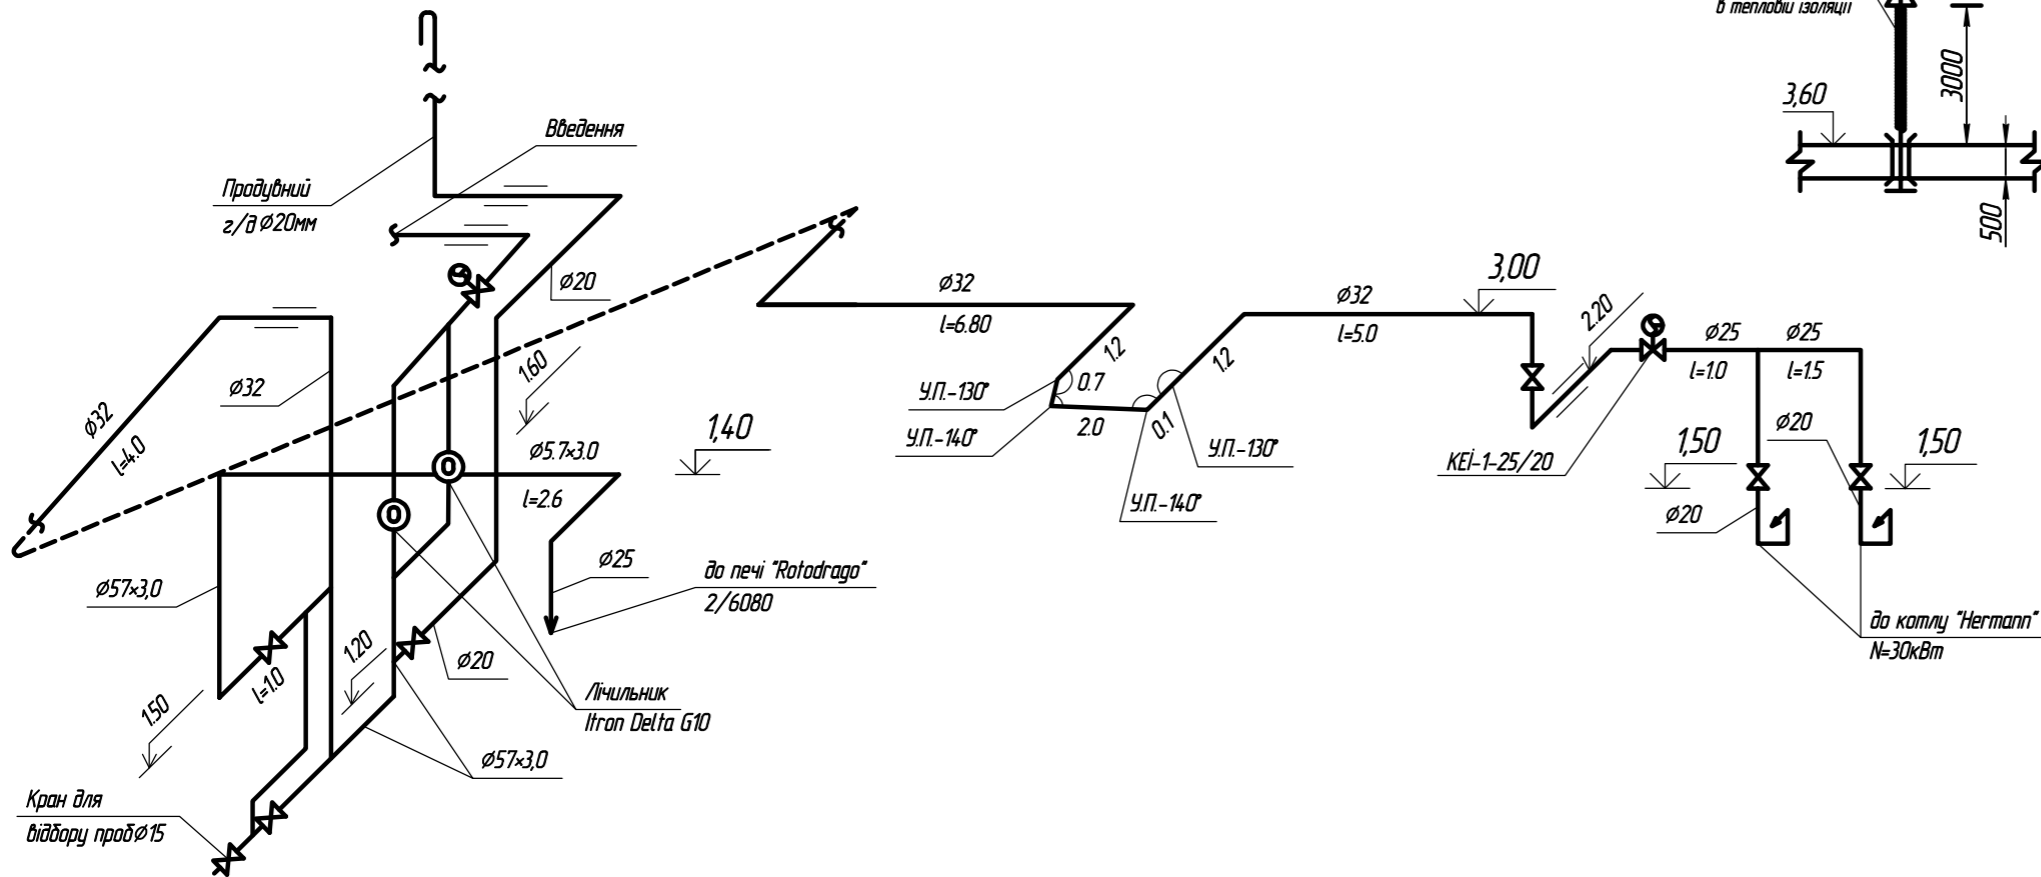 в тепловій ізоляції
3000
3,60
500
Введення
Продувний
г/д Ø20мм
Ø20
Ø32
l=6.80
1.2
0.7
У.П.-130°
У.П.-140°
2.0
0.1
1.2
У.П.-130°
У.П.-140°
Ø32
l=5.0
3,00
2.20
КЕЇ-1-25/20
Ø25
l=1.0
Ø25
l=1.5
Ø20
1,50
1,50
Ø20
до котлу "Hermann"
N=30кВт
Ø32
Ø32
l=4.0
1.60
Ø5.7×3.0
l=2.6
1,40
Ø57×3,0
Ø25
до печі "Rotodrago"
2/6080
l=1.0
1.20
Ø20
1.50
Лічильник
Itron Delta G10
Ø57×3,0
Кран для
відбору пробØ15